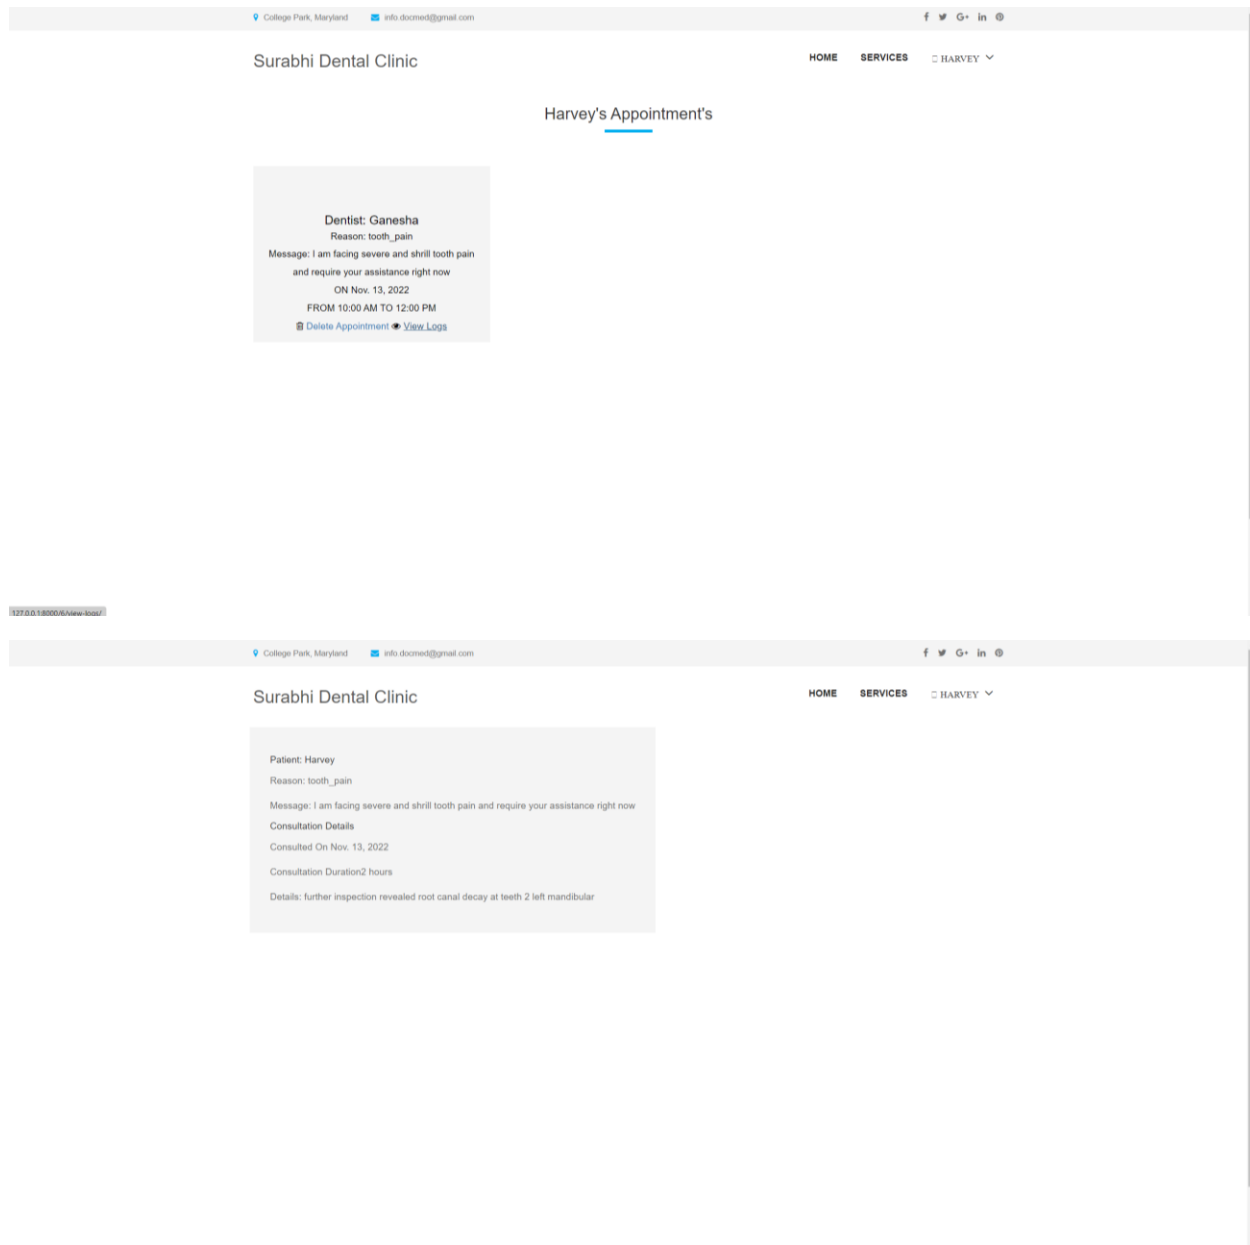 College Park, Maryland info.docmed@gmail.com
Surabhi Dental Clinic HOME SERVICES HARVEY
Harvey's Appointment's
Dentist: Ganesha
Reason: tooth_pain
Message: I am facing severe and shrill tooth pain
and require your assistance right now
ON Nov. 13, 2022
FROM 10:00 AM TO 12:00 PM
Delete Appointment View Logs
127.0.0.1:8000/6/view-logs/
College Park, Maryland info.docmed@gmail.com
Surabhi Dental Clinic HOME SERVICES HARVEY
Patient: Harvey
Reason: tooth_pain
Message: I am facing severe and shrill tooth pain and require your assistance right now
Consultation Details
Consulted On Nov. 13, 2022
Consultation Duration2 hours
Details: further inspection revealed root canal decay at teeth 2 left mandibular